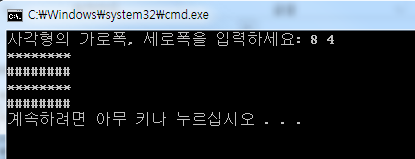 C:\Windows\system32\cmd.exe
사각형의 가로폭, 세로폭을 입력하세요: 8 4
********
########
********
########
계속하려면 아무 키나 누르십시오 . . .